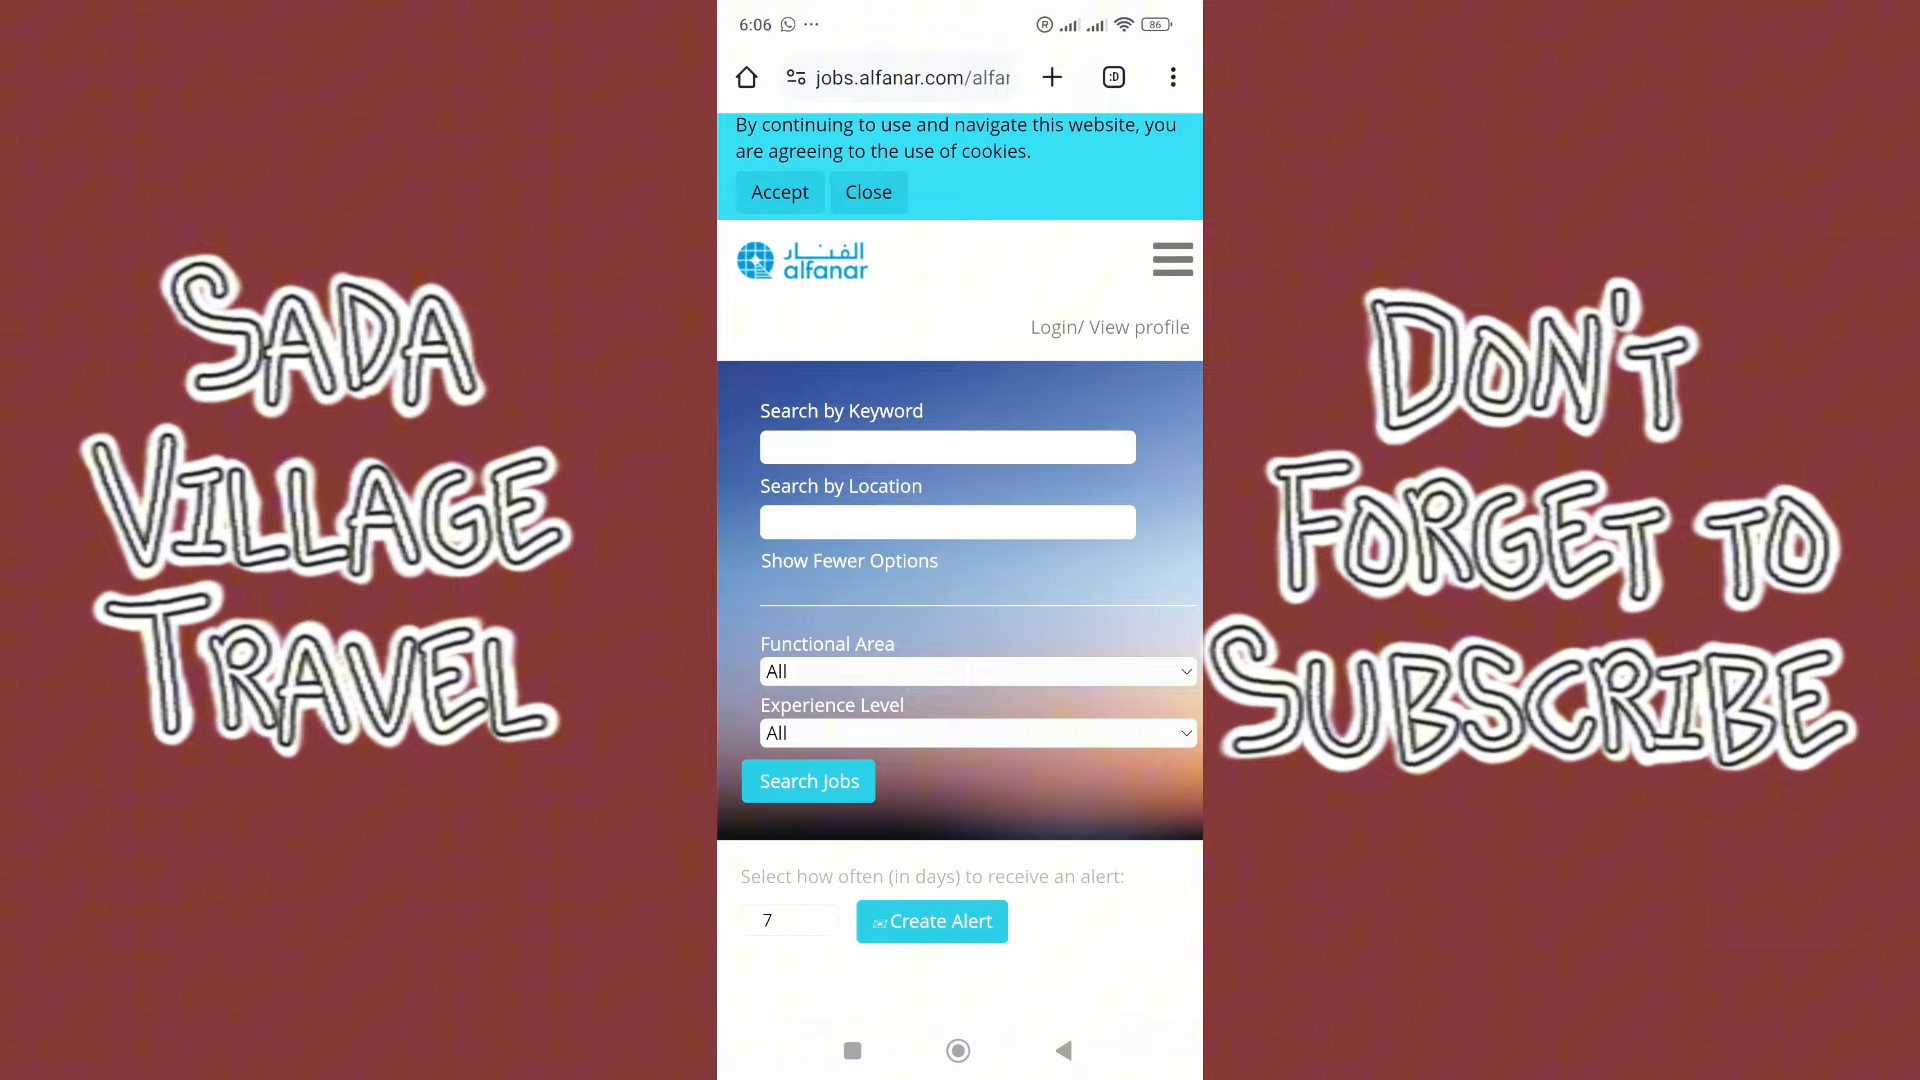 SADA
VILLAGE
TRAVEL
6:06
R
86
jobs.alfanar.com/alfar
:D
By continuing to use and navigate this website, you
are agreeing to the use of cookies.
Accept Close
الفنار
alfanar
Login/ View profile
Search by Keyword
Search by Location
Show Fewer Options
Functional Area
All
Experience Level
All
Search Jobs
Select how often (in days) to receive an alert:
7
Create Alert
DON'T
FORGET TO
SUBSCRIBE